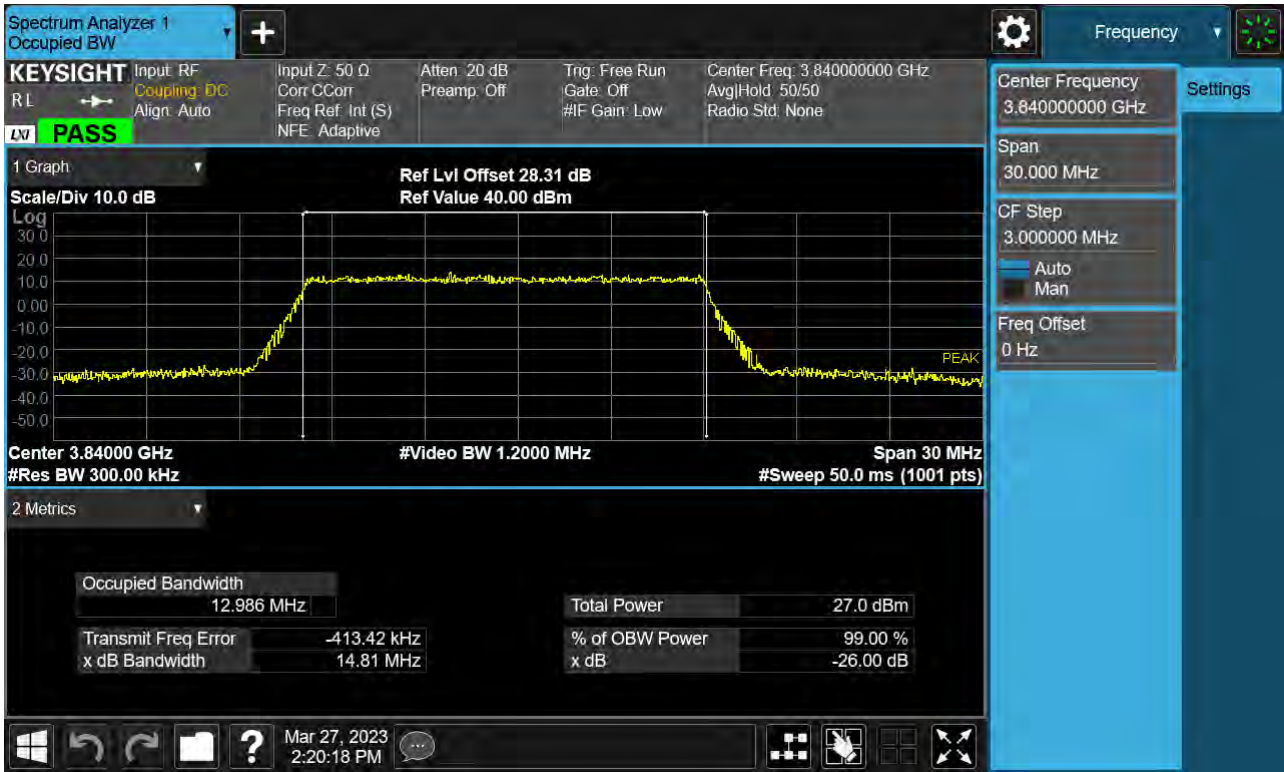 Spectrum Analyzer 1
Occupied BW
Frequency
KEYSIGHT
RL
LXI
PASS
Input: RF
Coupling: DC
Align: Auto
Input Z: 50 Ω
Corr CCorr
Freq Ref: Int (S)
NFE: Adaptive
Atten: 20 dB
Preamp: Off
Trig: Free Run
Gate: Off
#IF Gain: Low
Center Freq: 3.840000000 GHz
Avg|Hold: 50/50
Radio Std: None
Center Frequency
3.840000000 GHz
Settings
Span
30.000 MHz
CF Step
3.000000 MHz
Auto
Man
Freq Offset
0 Hz
1 Graph
Scale/Div 10.0 dB
Ref Lvl Offset 28.31 dB
Ref Value 40.00 dBm
Log
30.0
20.0
10.0
0.00
-10.0
-20.0
-30.0
-40.0
-50.0
PEAK
Center 3.84000 GHz
#Video BW 1.2000 MHz
Span 30 MHz
#Res BW 300.00 kHz
#Sweep 50.0 ms (1001 pts)
2 Metrics
Occupied Bandwidth
12.986 MHz
Total Power 27.0 dBm
Transmit Freq Error -413.42 kHz
% of OBW Power 99.00 %
x dB Bandwidth 14.81 MHz
x dB -26.00 dB
?
Mar 27, 2023
2:20:18 PM